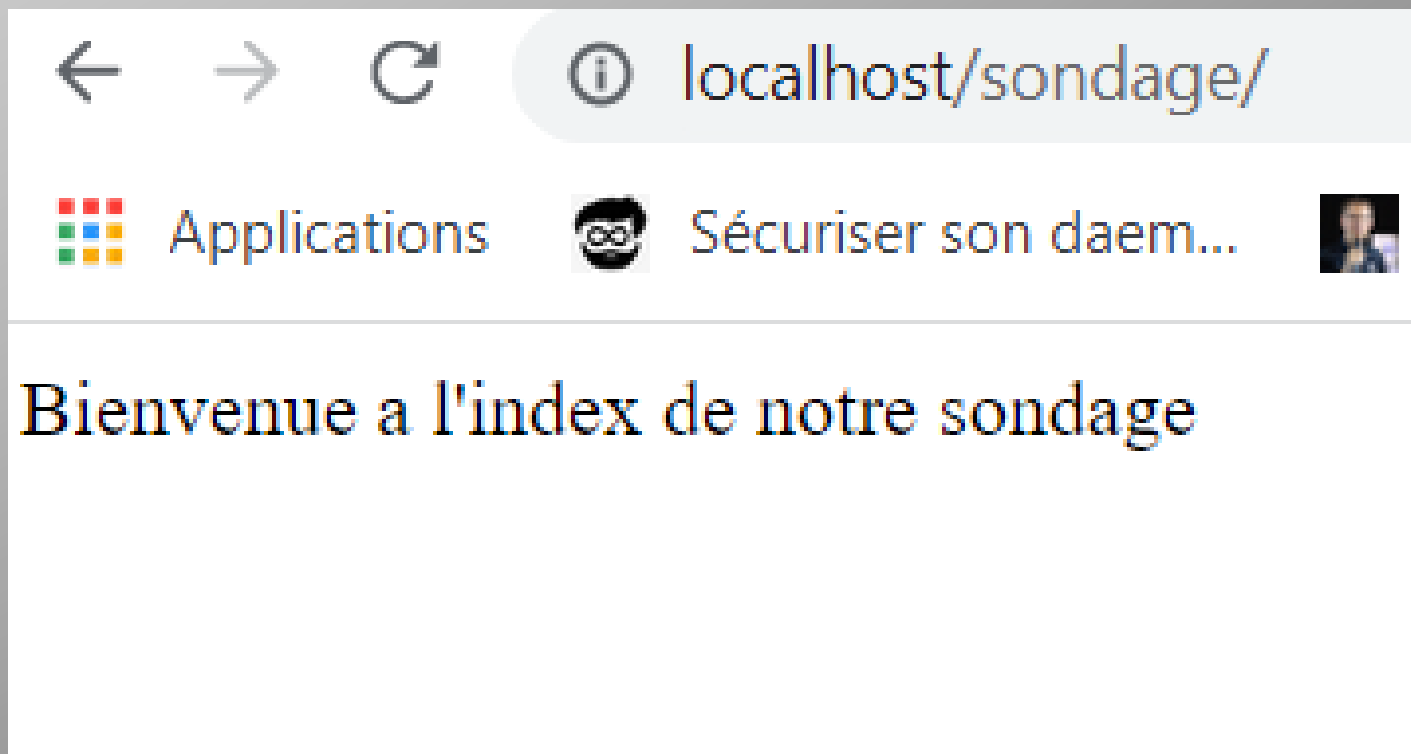 localhost/sondage/
Applications Sécuriser son daem...
Bienvenue a l'index de notre sondage